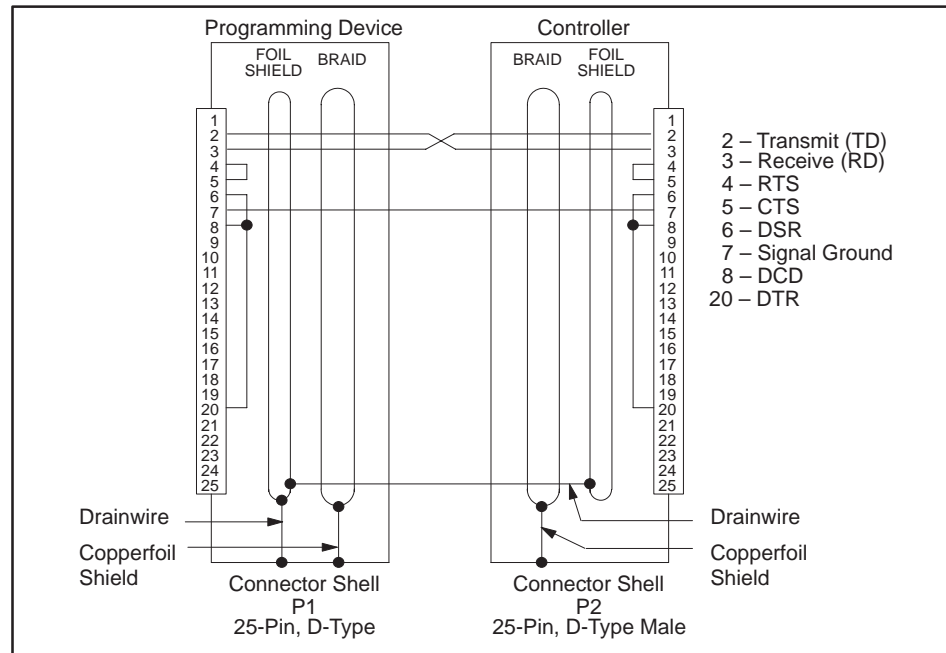 Programming Device
Controller
FOIL
SHIELD
BRAID
BRAID
FOIL
SHIELD
1
2
3
4
5
6
7
8
9
10
11
12
13
14
15
16
17
18
19
20
21
22
23
24
25
1
2
3
4
5
6
7
8
9
10
11
12
13
14
15
16
17
18
19
20
21
22
23
24
25
2 – Transmit (TD)
3 – Receive (RD)
4 – RTS
5 – CTS
6 – DSR
7 – Signal Ground
8 – DCD
20 – DTR
Drainwire
Copperfoil
Shield
Drainwire
Copperfoil
Shield
Connector Shell
P1
25-Pin, D-Type
Connector Shell
P2
25-Pin, D-Type Male